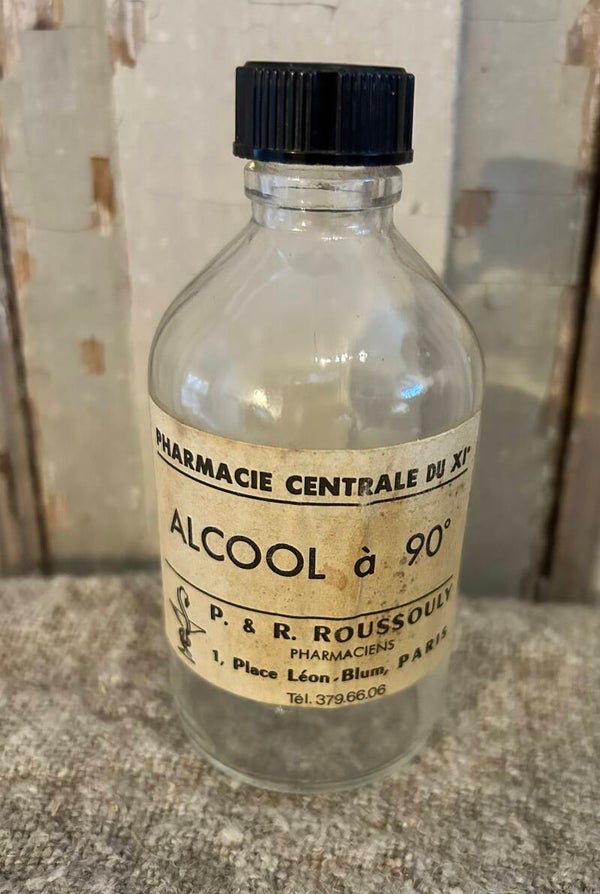 PHARMACIE CENTRALE DU XIe
ALCOOL à 90°
P. & R. ROUSSOULY
PHARMACIENS
1, Place Léon-Blum, PARIS
Tél. 379.66.06